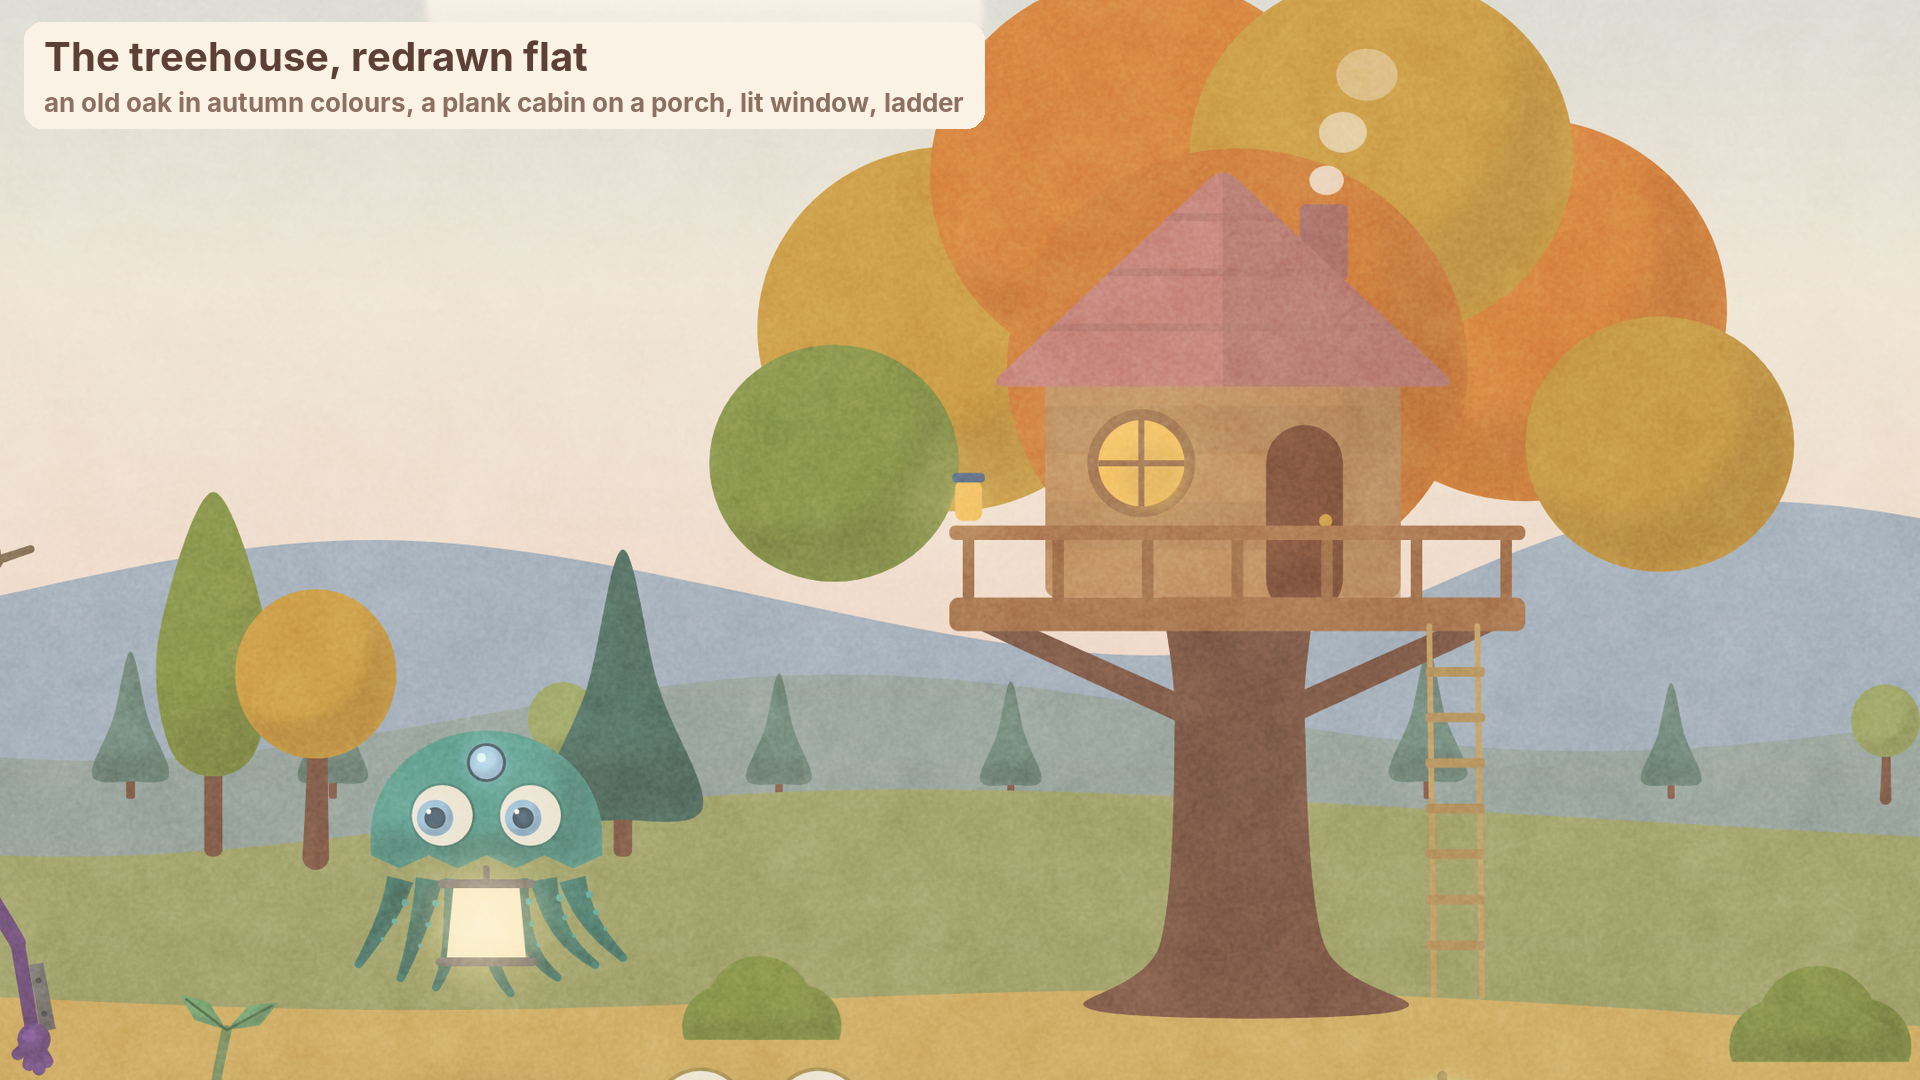 The treehouse, redrawn flat
an old oak in autumn colours, a plank cabin on a porch, lit window, ladder